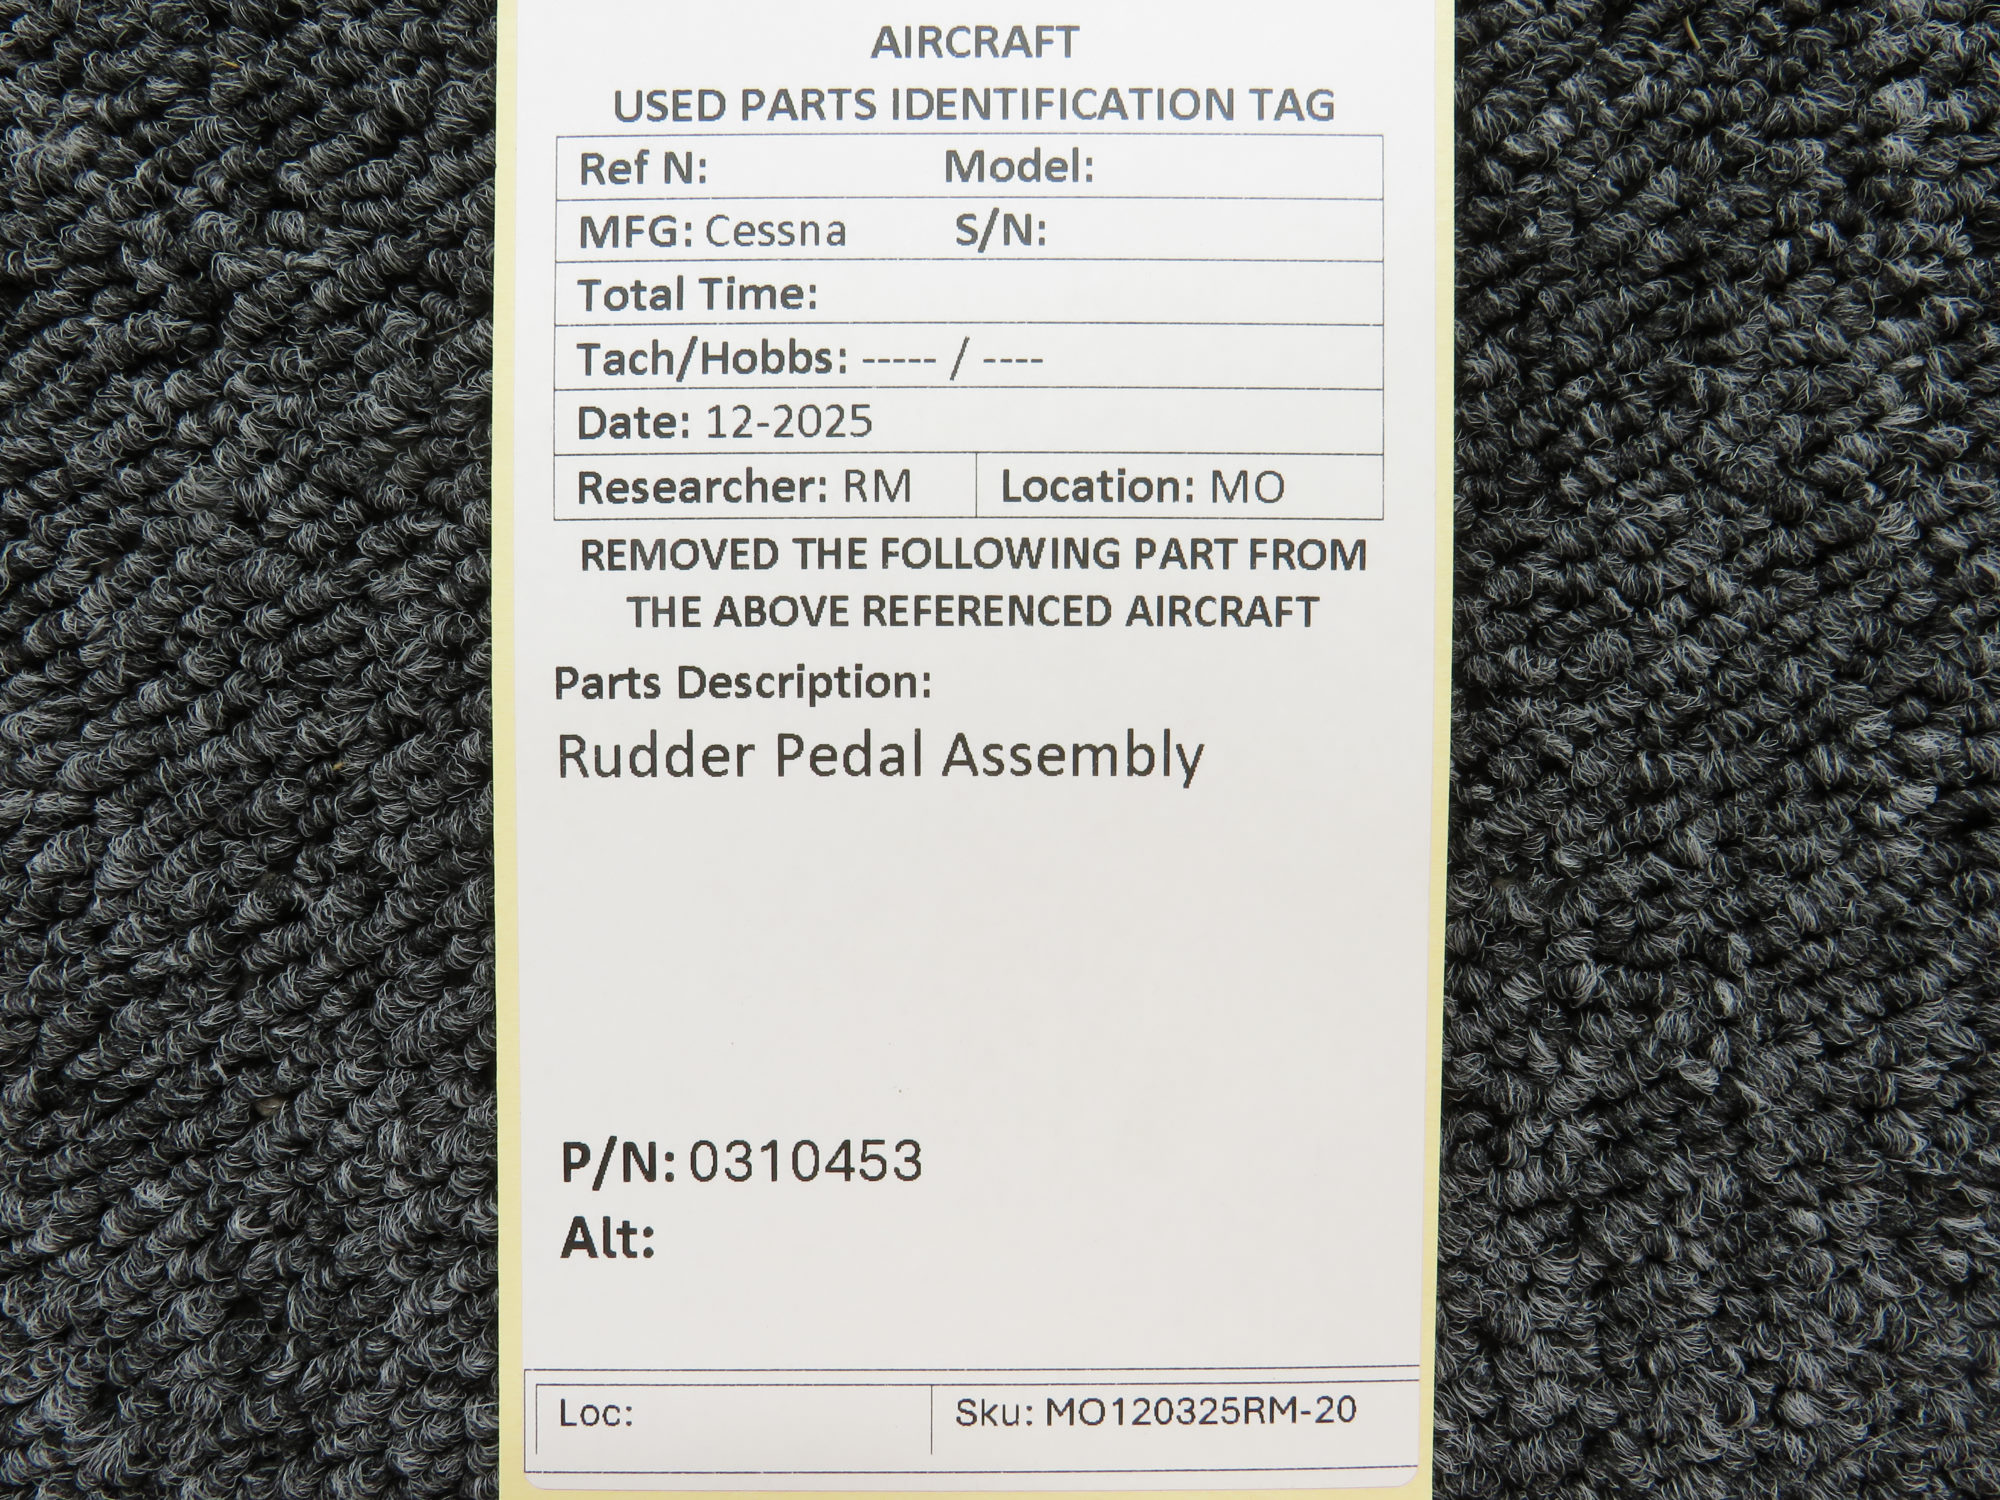 AIRCRAFT
USED PARTS IDENTIFICATION TAG
Ref N: Model:
MFG: Cessna S/N:
Total Time:
Tach/Hobbs: ----- / ----
Date: 12-2025
Researcher: RM Location: MO
REMOVED THE FOLLOWING PART FROM
THE ABOVE REFERENCED AIRCRAFT
Parts Description:
Rudder Pedal Assembly
P/N: 0310453
Alt:
Loc: Sku: MO120325RM-20